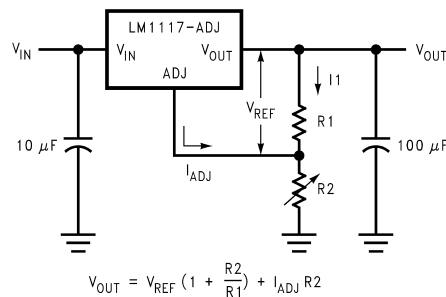 LM1117-ADJ
V_IN
V_IN
V_OUT
V_OUT
ADJ
I1
V_REF
R1
10 μF
100 μF
I_ADJ
R2
V_OUT = V_REF (1 + R2/R1) + I_ADJ R2